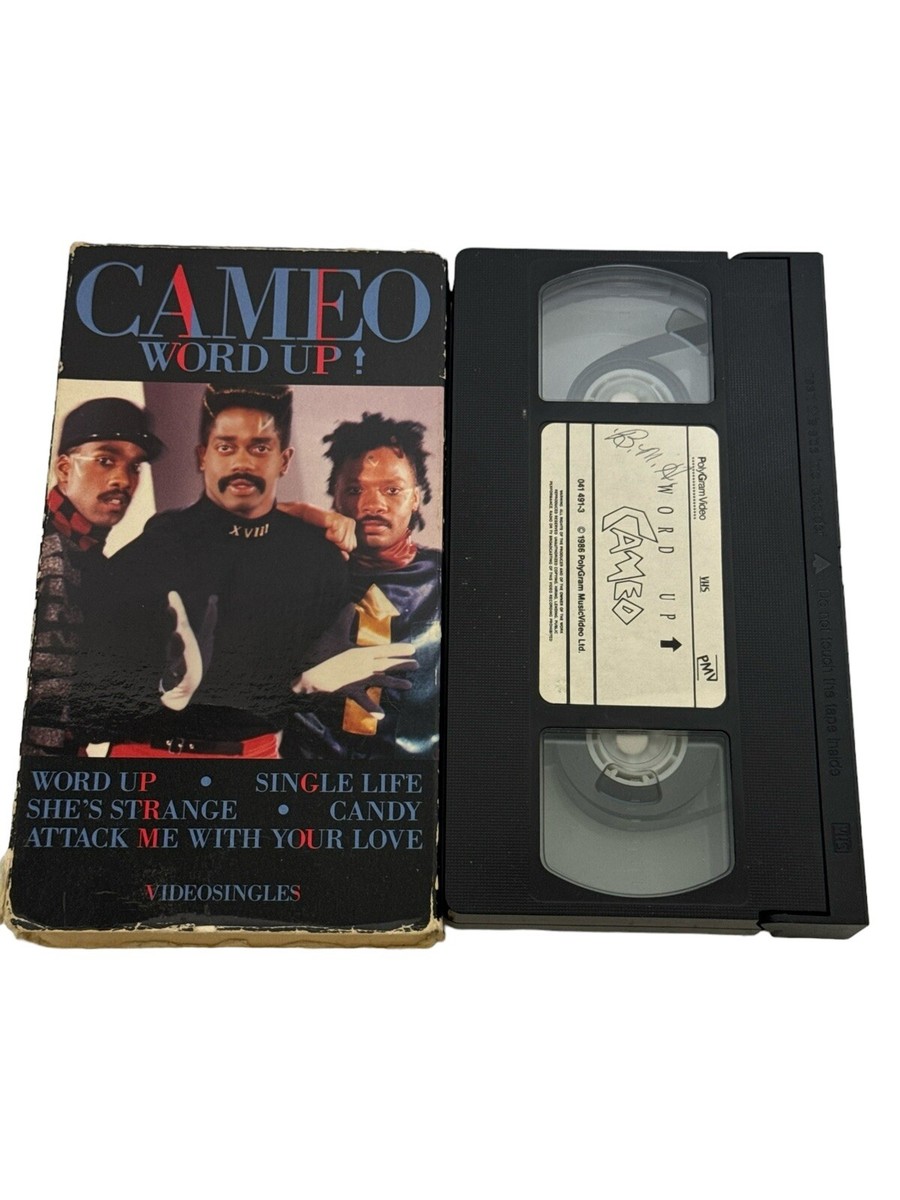 CAMEO
WORD UP!
XVIII
WORD UP • SINGLE LIFE
SHE'S STRANGE • CANDY
ATTACK ME WITH YOUR LOVE
VIDEOSINGLES
PolyGram Video
VHS
PMV
WORD UP
CAMEO
041 491-3 © 1986 PolyGram MusicVideo Ltd.